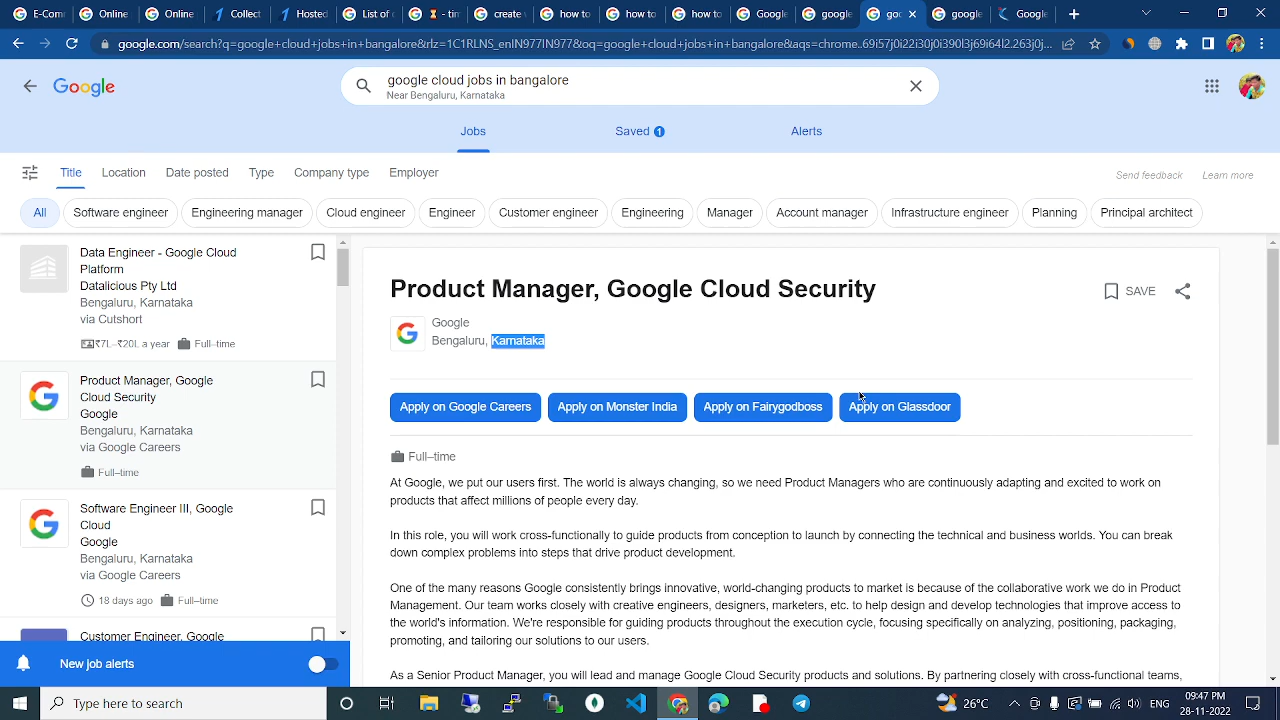 E-Com
Online
Online
Collect
Hosted
List of c
- tim
create v
how to
how to
how to
Google
google
goo
google
Google
google.com/search?q=google+cloud+jobs+in+bangalore&rlz=1C1RLNS_enIN977IN977&oq=google+cloud+jobs+in+bangalore&aqs=chrome..69i57j0i22i30j0i390l3j69i64l2.263j0j...
Google
google cloud jobs in bangalore
Near Bengaluru, Karnataka
Jobs
Saved 1
Alerts
Title Location Date posted Type Company type Employer
Send feedback Learn more
All Software engineer Engineering manager Cloud engineer Engineer Customer engineer Engineering Manager Account manager Infrastructure engineer Planning Principal architect
Data Engineer - Google Cloud
Platform
Datalicious Pty Ltd
Bengaluru, Karnataka
via Cutshort
₹7L–₹20L a year Full–time
Product Manager, Google
Cloud Security
Google
Bengaluru, Karnataka
via Google Careers
Full–time
Software Engineer III, Google
Cloud
Google
Bengaluru, Karnataka
via Google Careers
18 days ago Full–time
Customer Engineer, Google
New job alerts
Product Manager, Google Cloud Security
SAVE
Google
Bengaluru, Karnataka
Apply on Google Careers Apply on Monster India Apply on Fairygodboss Apply on Glassdoor
Full–time
At Google, we put our users first. The world is always changing, so we need Product Managers who are continuously adapting and excited to work on
products that affect millions of people every day.
In this role, you will work cross-functionally to guide products from conception to launch by connecting the technical and business worlds. You can break
down complex problems into steps that drive product development.
One of the many reasons Google consistently brings innovative, world-changing products to market is because of the collaborative work we do in Product
Management. Our team works closely with creative engineers, designers, marketers, etc. to help design and develop technologies that improve access to
the world's information. We're responsible for guiding products throughout the execution cycle, focusing specifically on analyzing, positioning, packaging,
promoting, and tailoring our solutions to our users.
As a Senior Product Manager, you will lead and manage Google Cloud Security products and solutions. By partnering closely with cross-functional teams,
Type here to search
26°C
ENG
09:47 PM
28-11-2022